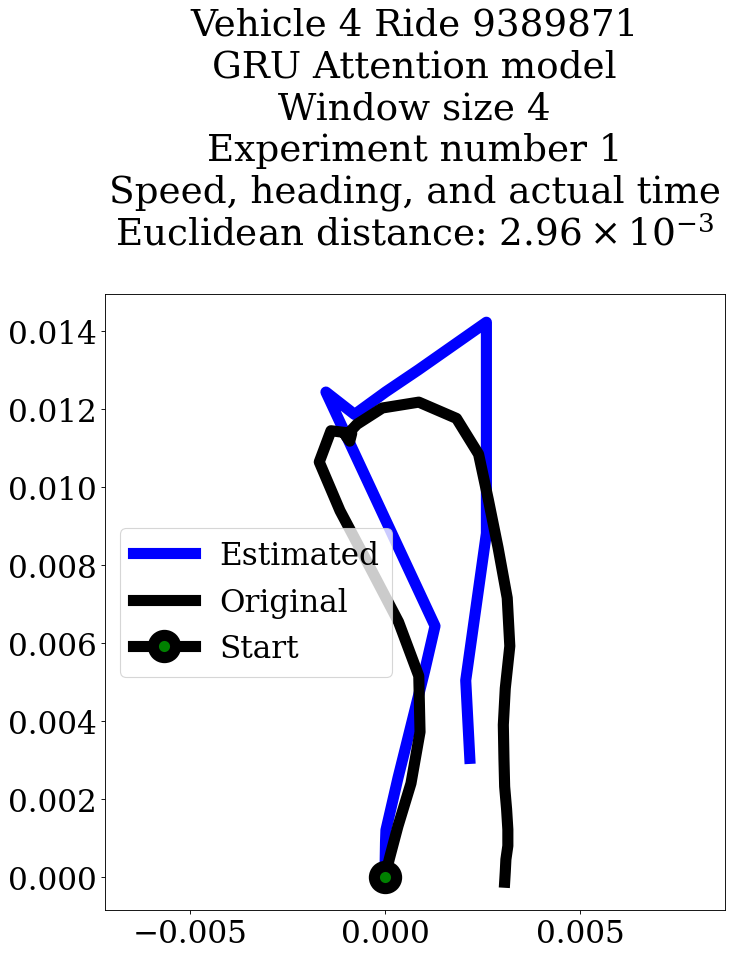 Vehicle 4 Ride 9389871
GRU Attention model
Window size 4
Experiment number 1
Speed, heading, and actual time
Euclidean distance: 2.96 × 10⁻³
0.014
0.012
0.010
0.008
0.006
0.004
0.002
0.000
Estimated
Original
Start
−0.005 0.000 0.005